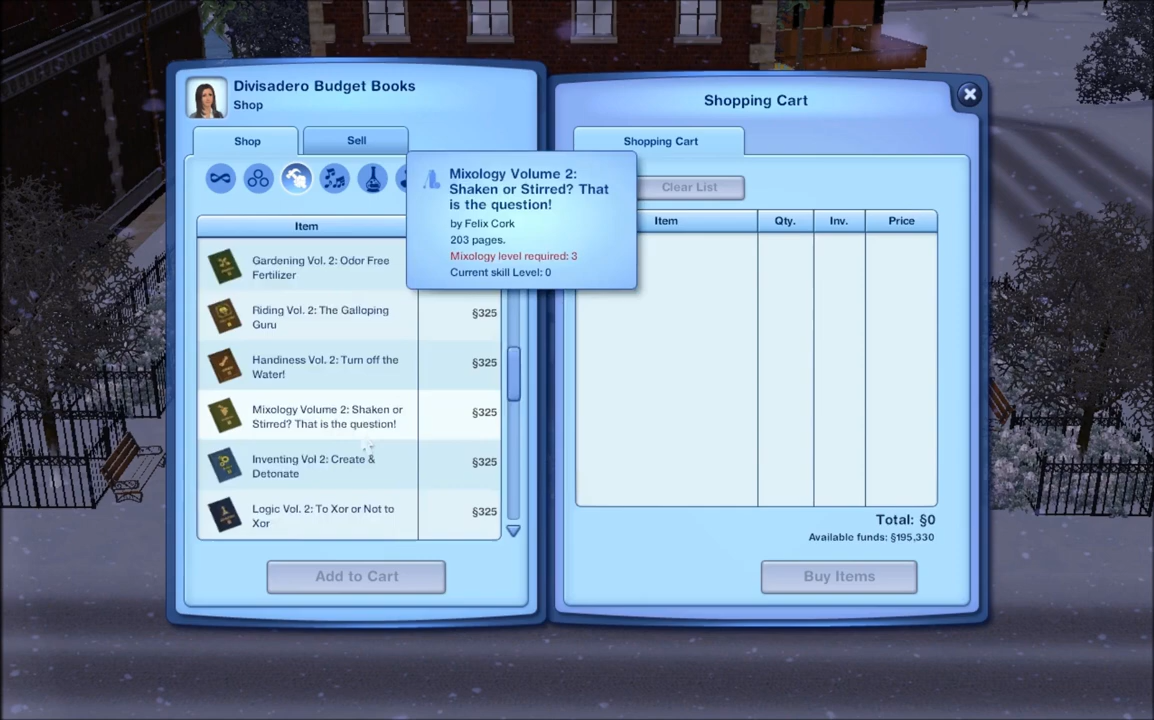 Divisadero Budget Books
Shop
Shop
Sell
Item
Gardening Vol. 2: Odor Free
Fertilizer
Riding Vol. 2: The Galloping
Guru
§325
Handiness Vol. 2: Turn off the
Water!
§325
Mixology Volume 2: Shaken or
Stirred? That is the question!
§325
Inventing Vol 2: Create &
Detonate
§325
Logic Vol. 2: To Xor or Not to
Xor
§325
Add to Cart
Mixology Volume 2:
Shaken or Stirred? That
is the question!
by Felix Cork
203 pages.
Mixology level required: 3
Current skill Level: 0
Shopping Cart
Shopping Cart
Clear List
Item
Qty.
Inv.
Price
Total: §0
Available funds: §195,330
Buy Items